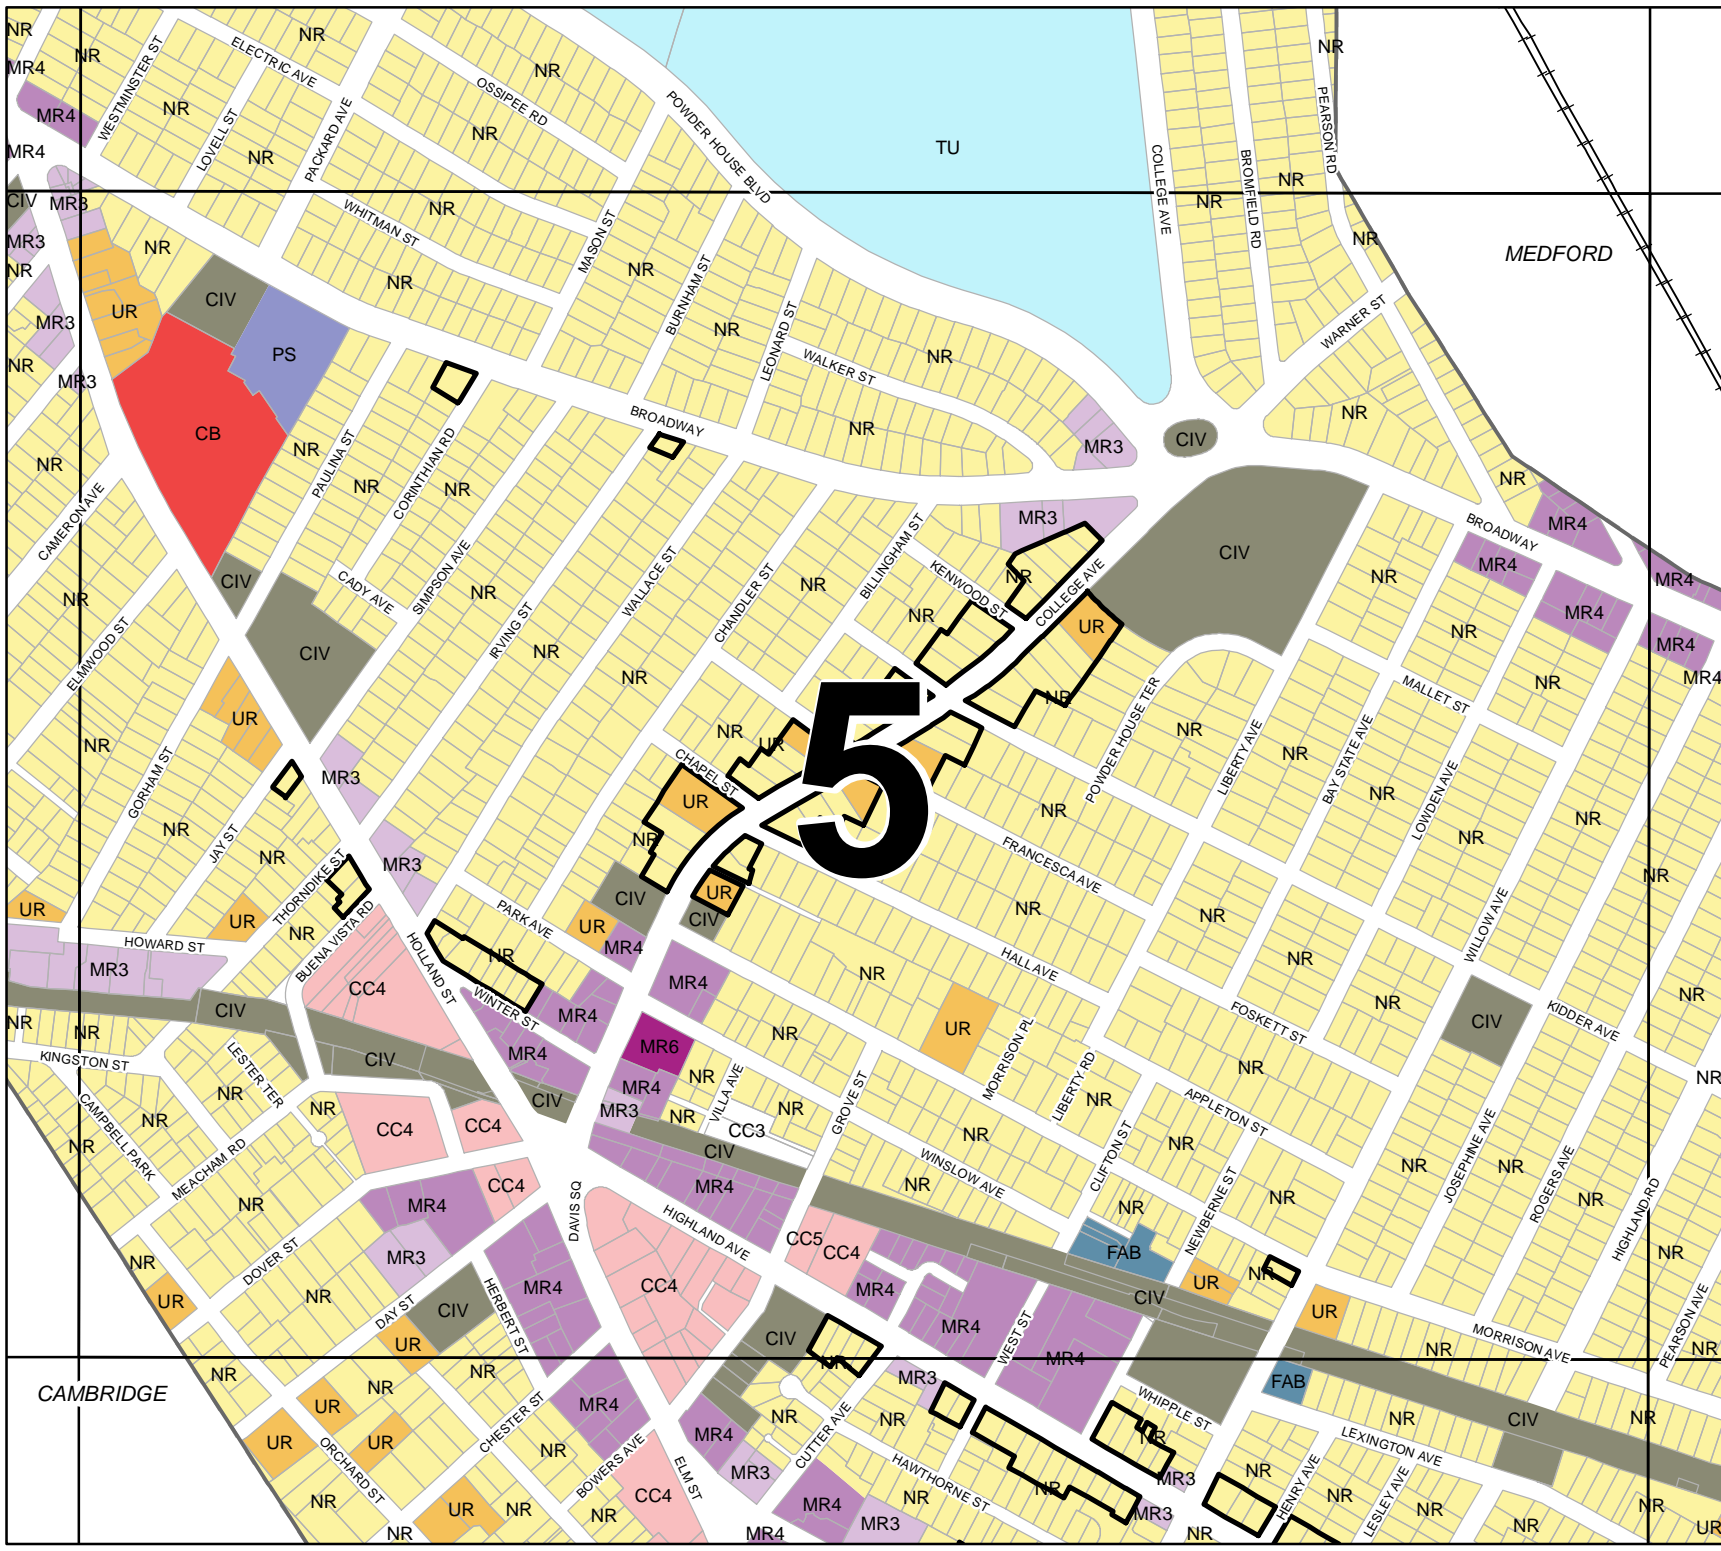 NR
NR
WESTMINSTER ST
ELECTRIC AVE
NR
NR
OSSIPEE RD
POWDER HOUSE BLVD
PEARSON RD
NR
MR4
MR4
NR
LOVELL ST
PACKARD AVE
NR
NR
MR4
TU
COLLEGE AVE
BROMFIELD RD
NR
NR
CIV
MR3
WHITMAN ST
NR
MASON ST
NR
MR3
NR
NR
MEDFORD
NR
NR
NR
BURNHAM ST
UR
CIV
MR3
PS
NR
LEONARD ST
WALKER ST
NR
WARNER ST
NR
MR3
BROADWAY
NR
MR3
CIV
NR
CB
NR
NR
PAULINA ST
NR
CORINTHIAN RD
NR
NR
CAMERON AVE
MR3
BROADWAY
MR4
CIV
BILLINGHAM ST
KENWOOD ST
NR
COLLEGE AVE
CIV
NR
MR4
MR4
MR4
MR4
MR4
NR
CADY AVE
SIMPSON AVE
NR
WALLACE ST
CHANDLER ST
NR
NR
UR
NR
ELMWOOD ST
CIV
IRVING ST
NR
NR
NR
POWDER HOUSE TER
MALLET ST
NR
UR
NR
NR
UR
5
NR
LIBERTY AVE
NR
BAY STATE AVE
LOWDEN AVE
NR
GORHAM ST
MR3
CHAPEL ST
UR
NR
NR
NR
NR
JAY ST
NR
THORNDIKE ST
MR3
NR
FRANCESCA AVE
NR
UR
UR
NR
BUENA VISTA RD
HOLLAND ST
PARK AVE
CIV
UR
UR
CIV
NR
NR
WILLOW AVE
HOWARD ST
MR3
CC4
NR
MR4
MR4
NR
HALL AVE
NR
NR
NR
CIV
WINTER ST
MR4
UR
MORRISON PL
FOSKETT ST
CIV
KIDDER AVE
NR
NR
KINGSTON ST
LESTER TER
CIV
MR4
MR6
NR
NR
NR
CAMPBELL PARK
NR
NR
NR
CIV
MR4
MR3
NR
NR
VILLA AVE
NR
GROVE ST
LIBERTY RD
NR
APPLETON ST
NR
NR
MEACHAM RD
CC4
CC4
CC3
CIV
NR
CLIFTON ST
NR
NR
JOSEPHINE AVE
NR
ROGERS AVE
NR
HIGHLAND RD
NR
MR4
CC4
DAVIS SQ
MR4
WINSLOW AVE
NR
NR
NEWBERNE ST
NR
NR
DOVER ST
MR3
HIGHLAND AVE
CC5
CC4
FAB
NR
NR
UR
NR
CIV
HERBERT ST
MR4
CC4
MR4
CIV
UR
UR
DAY ST
UR
CIV
NR
MR4
WEST ST
MR4
NR
MORRISON AVE
PEARSON AVE
NR
CAMBRIDGE
NR
NR
NR
MR3
FAB
UR
CHESTER ST
MR4
NR
CUTTER AVE
NR
WHIPPLE ST
NR
CIV
NR
UR
UR
ORCHARD ST
NR
BOWERS AVE
MR4
NR
LEXINGTON AVE
MR3
HAWTHORNE ST
NR
MR3
NR
HENRY AVE
NR
LESLEY AVE
NR
NR
NR
UR
NR
NR
CC4
ELM ST
MR4
NR
MR3
MR3
NR
NR
MR4
NR
UR